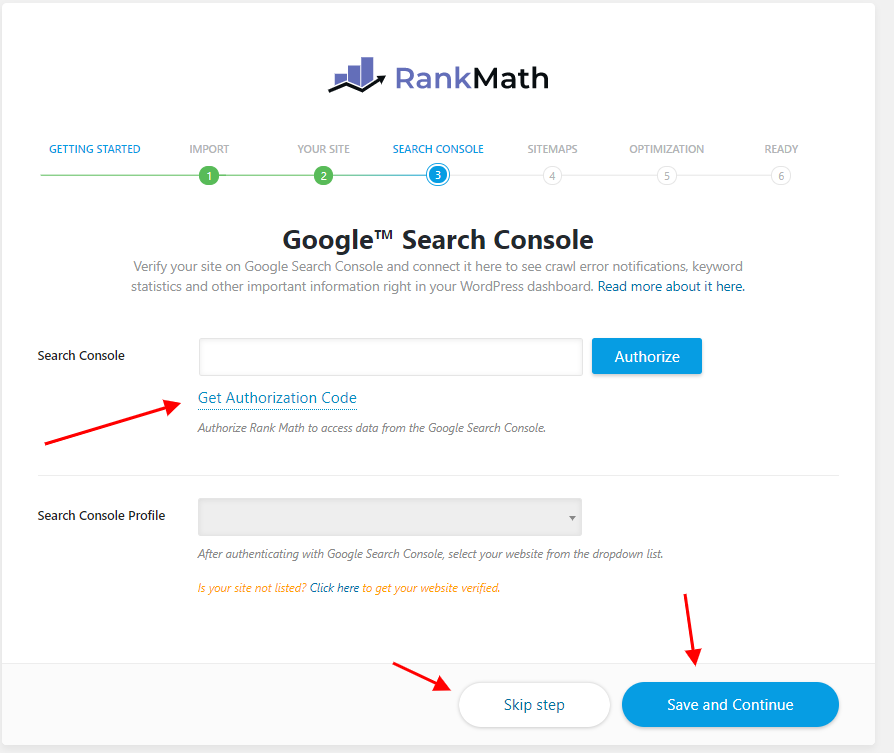 RankMath
GETTING STARTED IMPORT YOUR SITE SEARCH CONSOLE SITEMAPS OPTIMIZATION READY
1 2 3 4 5 6
Google™ Search Console
Verify your site on Google Search Console and connect it here to see crawl error notifications, keyword
statistics and other important information right in your WordPress dashboard. Read more about it here.
Search Console Authorize
Get Authorization Code
Authorize Rank Math to access data from the Google Search Console.
Search Console Profile
After authenticating with Google Search Console, select your website from the dropdown list.
Is your site not listed? Click here to get your website verified.
Skip step Save and Continue